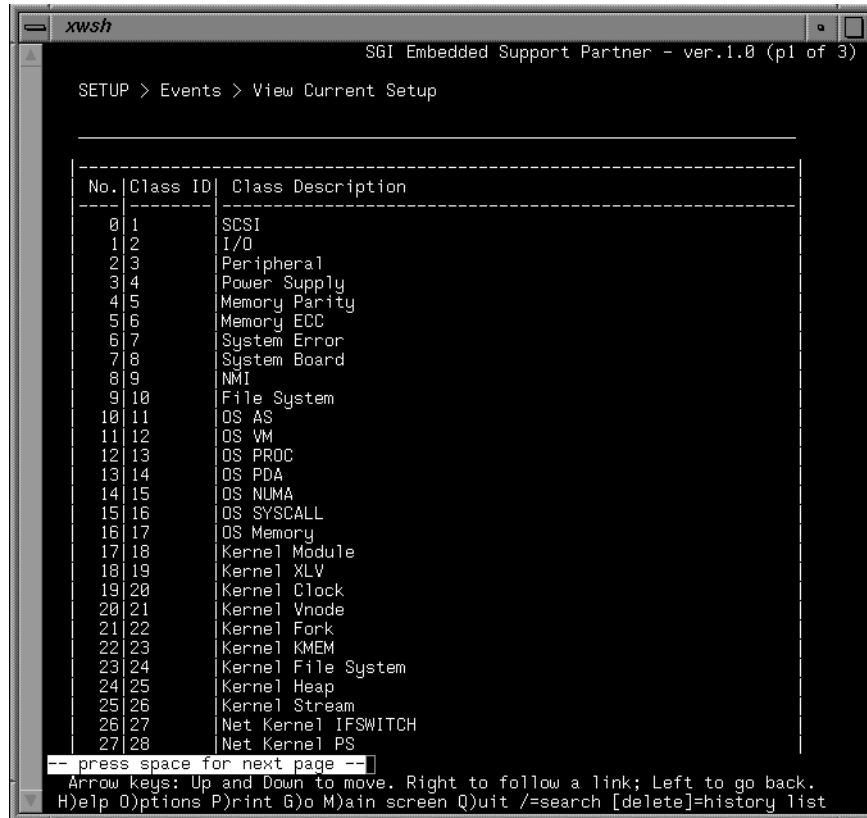 xwsh
SGI Embedded Support Partner - ver.1.0 (p1 of 3)
SETUP > Events > View Current Setup
No.|Class ID| Class Description
0|1 |SCSI
1|2 |I/O
2|3 |Peripheral
3|4 |Power Supply
4|5 |Memory Parity
5|6 |Memory ECC
6|7 |System Error
7|8 |System Board
8|9 |NMI
9|10 |File System
10|11 |OS AS
11|12 |OS VM
12|13 |OS PROC
13|14 |OS PDA
14|15 |OS NUMA
15|16 |OS SYSCALL
16|17 |OS Memory
17|18 |Kernel Module
18|19 |Kernel XLV
19|20 |Kernel Clock
20|21 |Kernel Vnode
21|22 |Kernel Fork
22|23 |Kernel KMEM
23|24 |Kernel File System
24|25 |Kernel Heap
25|26 |Kernel Stream
26|27 |Net Kernel IFSWITCH
27|28 |Net Kernel PS
-- press space for next page --
Arrow keys: Up and Down to move. Right to follow a link; Left to go back.
H)elp O)ptions P)rint G)o M)ain screen Q)uit /=search [delete]=history list